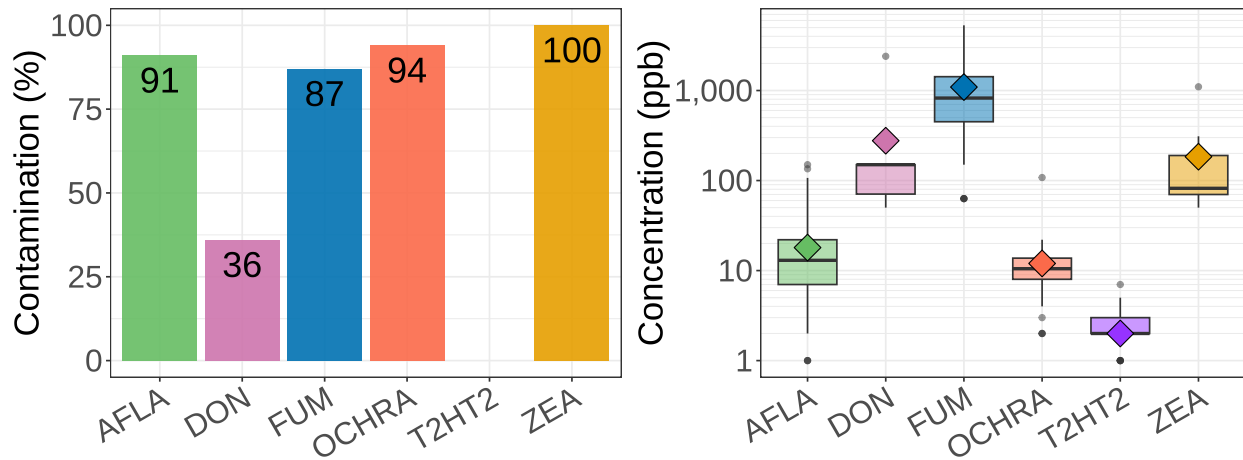 Contamination (%)
100
75
50
25
0
91
36
87
94
100
AFLA
DON
FUM
OCHRA
T2HT2
ZEA
Concentration (ppb)
1,000
100
10
1
AFLA
DON
FUM
OCHRA
T2HT2
ZEA